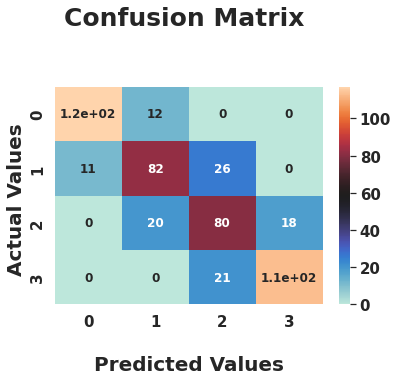 Confusion Matrix
0 1.2e+02 12 0 0
1 11 82 26 0
2 0 20 80 18
3 0 0 21 1.1e+02
0 1 2 3
Predicted Values
Actual Values
100
80
60
40
20
0